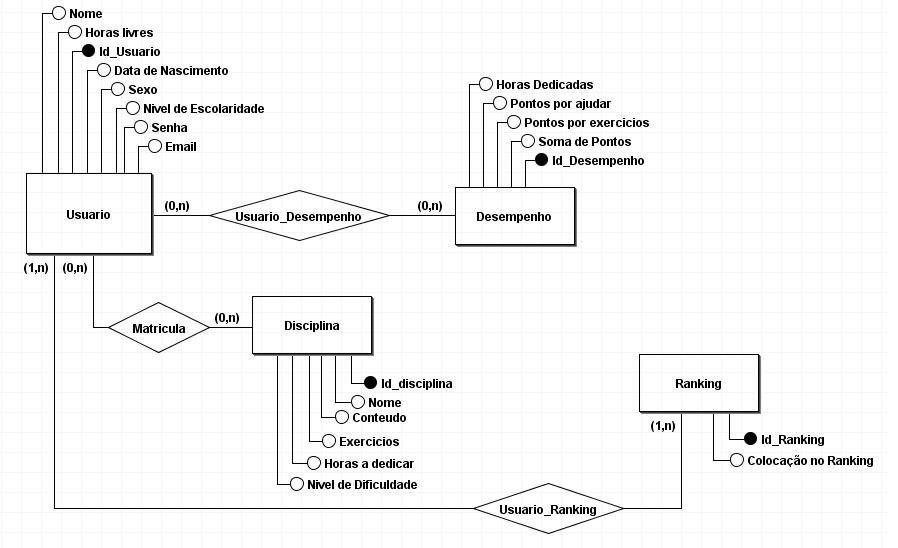 Nome
Horas livres
Id_Usuario
Data de Nascimento
Sexo
Nivel de Escolaridade
Senha
Email
Usuario
Horas Dedicadas
Pontos por ajudar
Pontos por exercicios
Soma de Pontos
Id_Desempenho
(0,n)
Usuario_Desempenho
(0,n)
Desempenho
(1,n)
(0,n)
Matricula
(0,n)
Disciplina
Id_disciplina
Nome
Conteudo
Exercicios
Horas a dedicar
Nivel de Dificuldade
Ranking
(1,n)
Id_Ranking
Colocação no Ranking
Usuario_Ranking